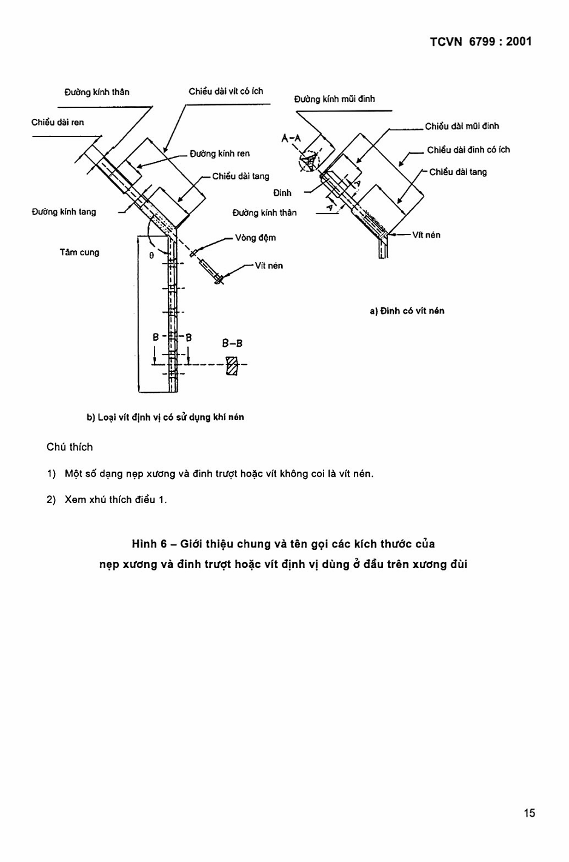 TCVN 6799 : 2001
Đường kính thân
Chiều dài vít có ích
Đường kính mũi đinh
Chiều dài ren
A-A
Chiều dài mũi đinh
Chiều dài đinh có ích
Chiều dài tang
Đường kính ren
Chiều dài tang
Đinh
A
A
Đường kính tang
Đường kính thân
Vít nén
Vòng đệm
Tâm cung
θ
Vít nén
a) Đinh có vít nén
B
B
B-B
b) Loại vít định vị có sử dụng khi nén
Chú thích
1) Một số dạng nẹp xương và đinh trượt hoặc vít không coi là vít nén.
2) Xem xhú thích điều 1.
Hình 6 – Giới thiệu chung và tên gọi các kích thước của
nẹp xương và đinh trượt hoặc vít định vị dùng ở đầu trên xương đùi
15